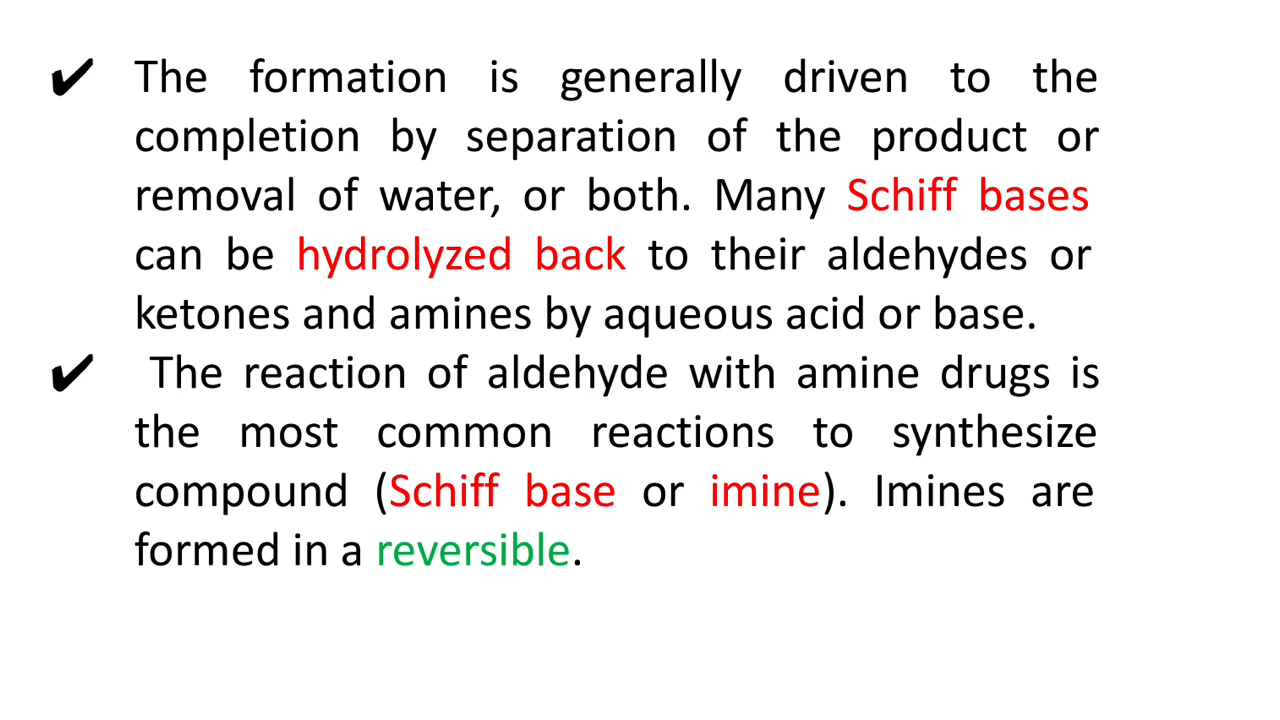 ✔ The formation is generally driven to the
completion by separation of the product or
removal of water, or both. Many Schiff bases
can be hydrolyzed back to their aldehydes or
ketones and amines by aqueous acid or base.
✔ The reaction of aldehyde with amine drugs is
the most common reactions to synthesize
compound (Schiff base or imine). Imines are
formed in a reversible.